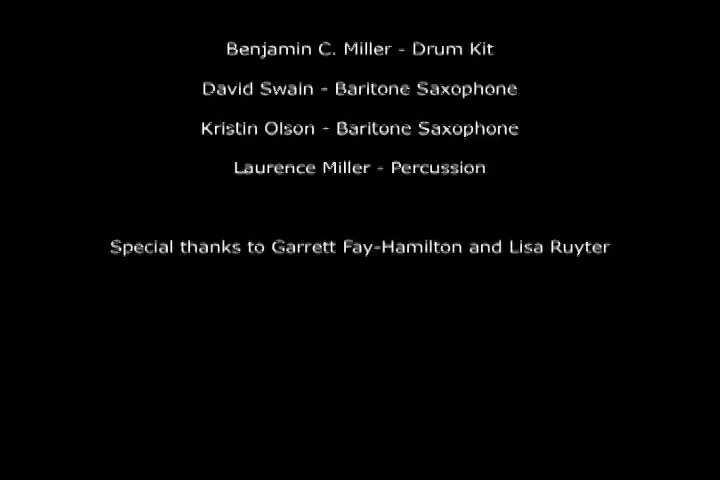 Benjamin C. Miller - Drum Kit
David Swain - Baritone Saxophone
Kristin Olson - Baritone Saxophone
Laurence Miller - Percussion
Special thanks to Garrett Fay-Hamilton and Lisa Ruyter